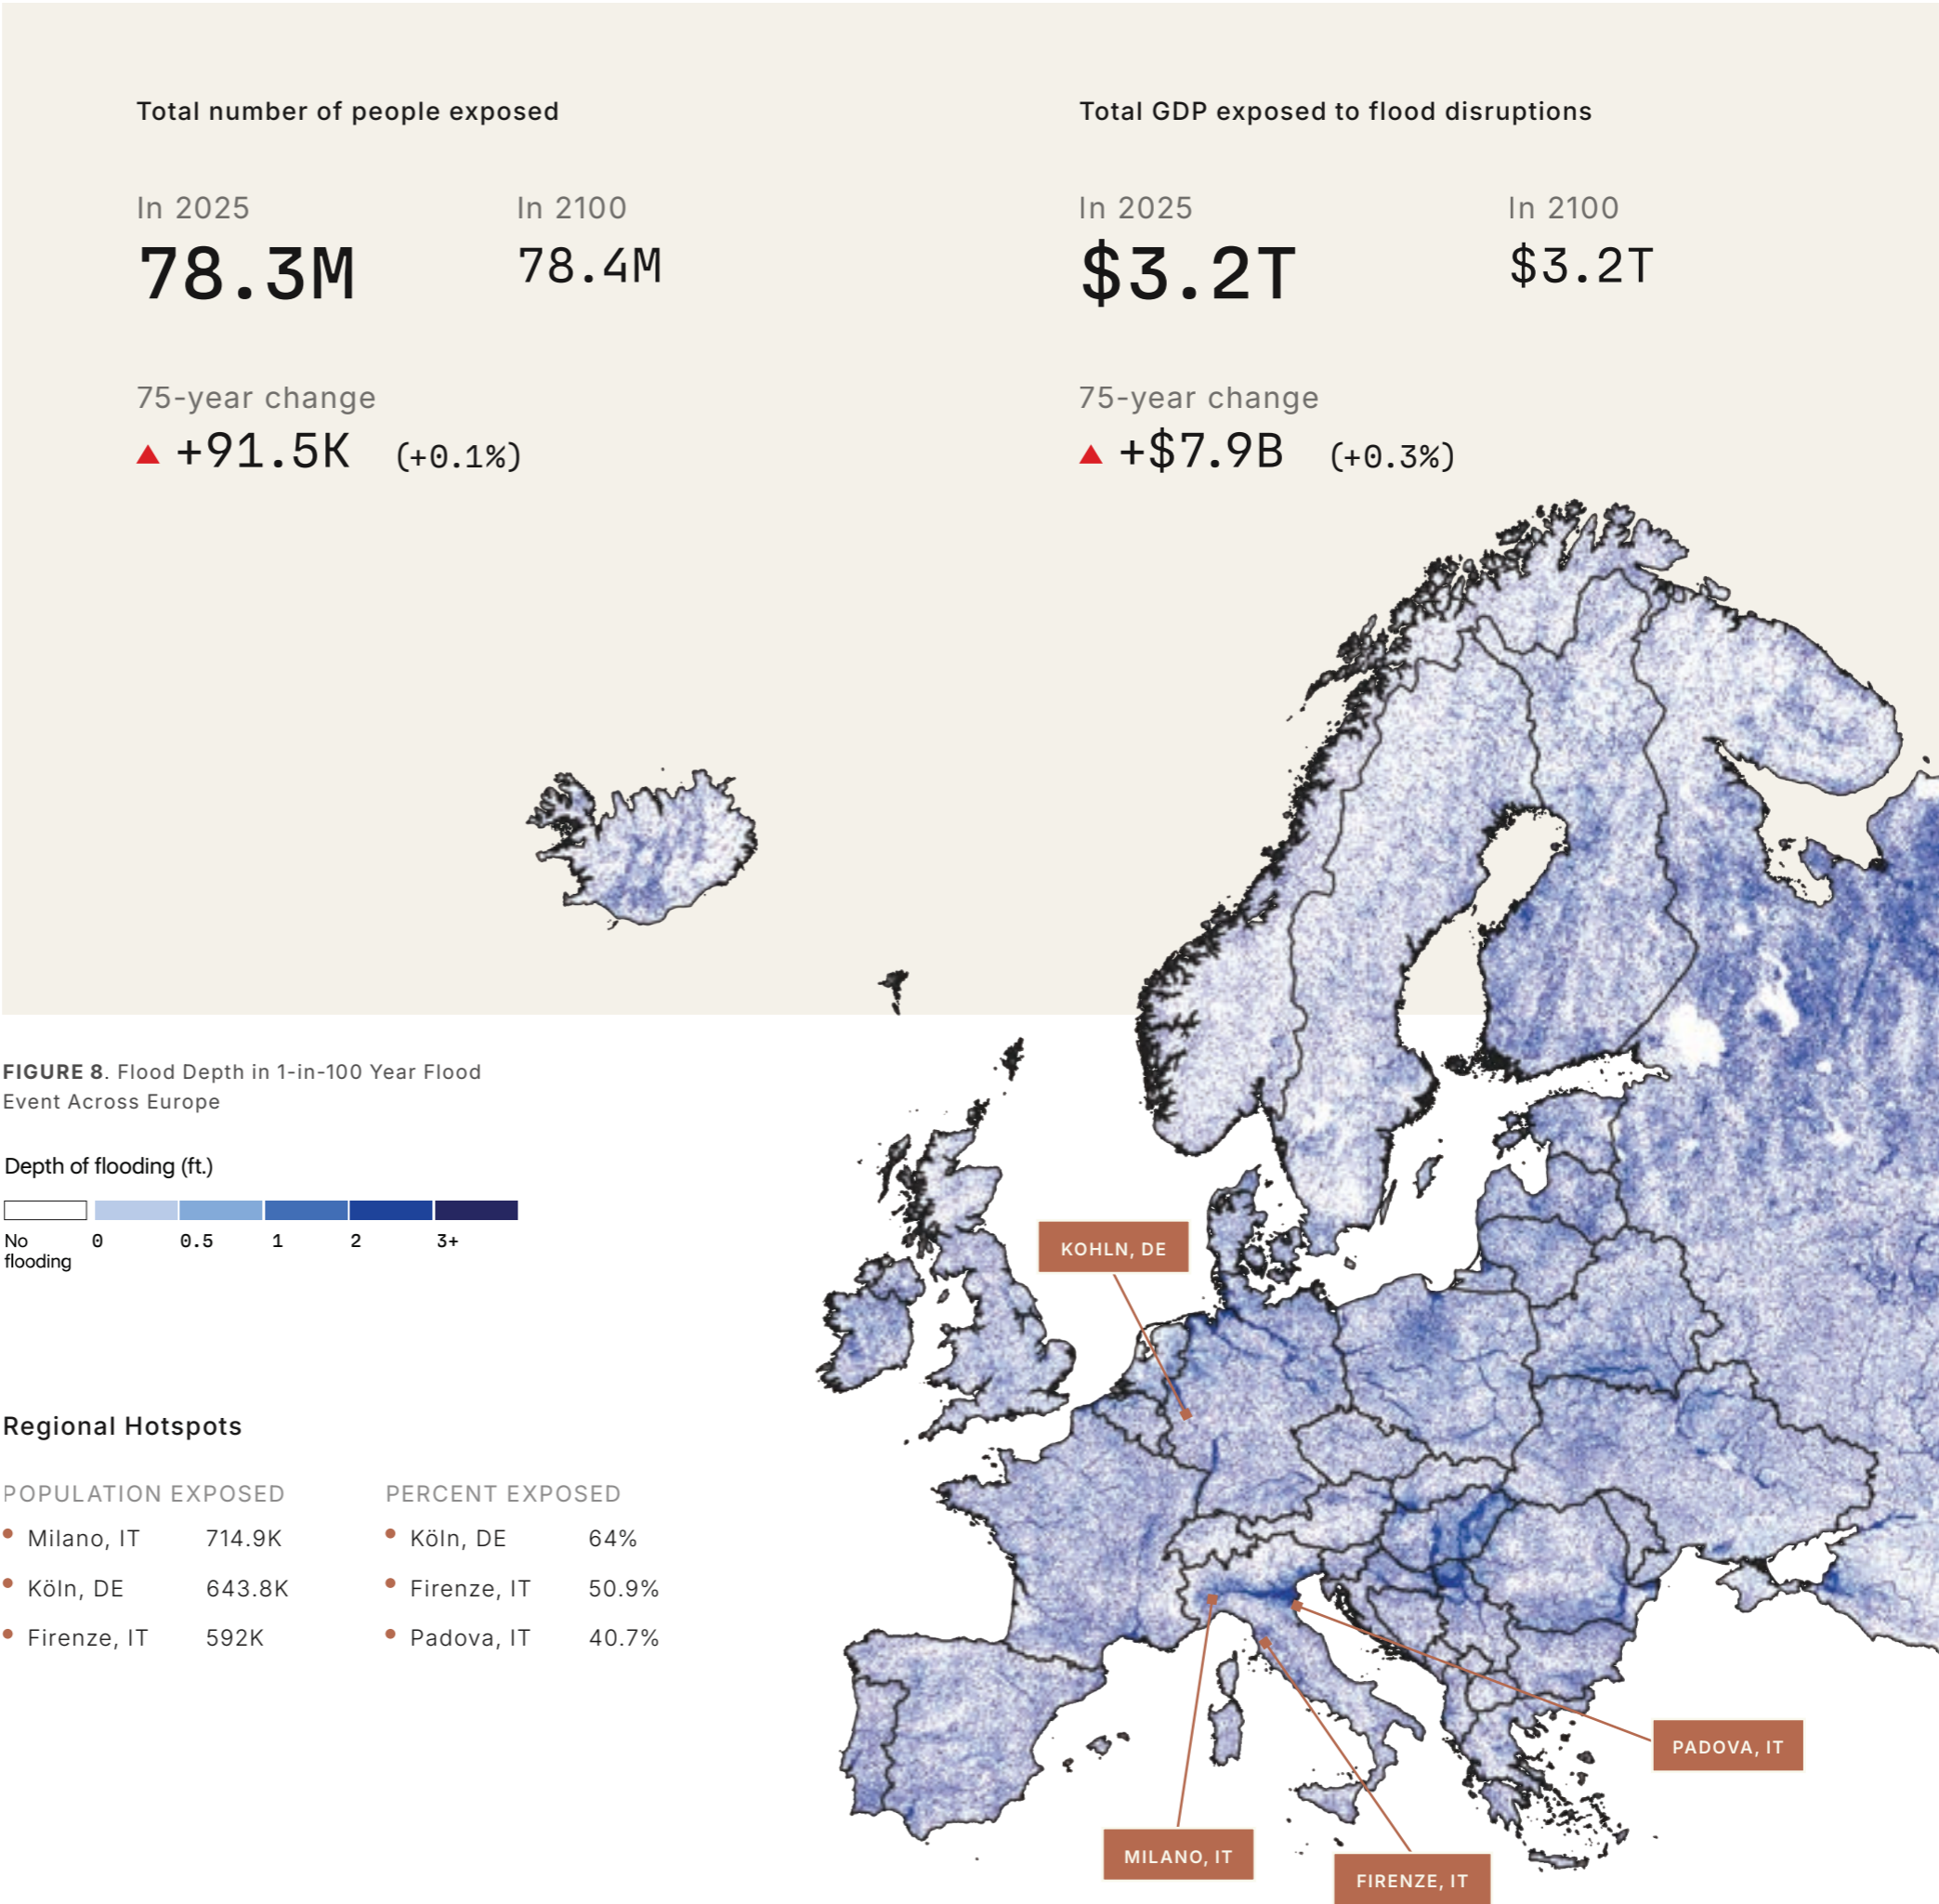 Total number of people exposed
In 2025
In 2100
78.3M
78.4M
75-year change
+91.5K (+0.1%)
Total GDP exposed to flood disruptions
In 2025
In 2100
$3.2T
$3.2T
75-year change
+$7.9B (+0.3%)
FIGURE 8. Flood Depth in 1-in-100 Year Flood
Event Across Europe
Depth of flooding (ft.)
No
flooding
0
0.5
1
2
3+
Regional Hotspots
POPULATION EXPOSED
Milano, IT 714.9K
Köln, DE 643.8K
Firenze, IT 592K
PERCENT EXPOSED
Köln, DE 64%
Firenze, IT 50.9%
Padova, IT 40.7%
KOHLN, DE
PADOVA, IT
MILANO, IT
FIRENZE, IT